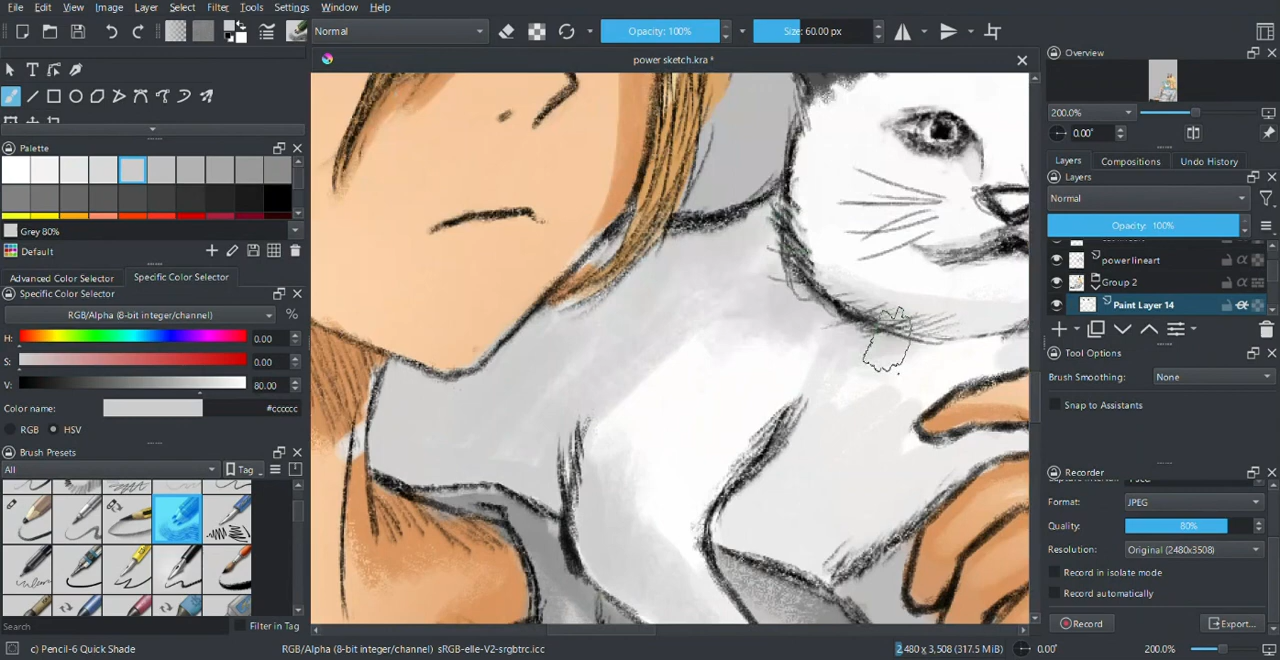 File Edit View Image Layer Select Filter Tools Settings Window Help
Normal
Opacity: 100%
Size: 60.00 px
power sketch.kra *
Overview
200.0%
0.00°
Palette
Grey 80%
Default
Advanced Color Selector
Specific Color Selector
Specific Color Selector
RGB/Alpha (8-bit integer/channel)
%
H: 0.00
S: 0.00
V: 80.00
Color name: #cccccc
RGB HSV
Brush Presets
All
Tag
Search
Filter in Tag
Layers Compositions Undo History
Layers
Normal
Opacity: 100%
power lineart
Group 2
Paint Layer 14
Tool Options
Brush Smoothing: None
Snap to Assistants
Recorder
Format: JPEG
Quality: 80%
Resolution: Original (2480x3508)
Record in isolate mode
Record automatically
Record
Export...
c) Pencil-6 Quick Shade
RGB/Alpha (8-bit integer/channel) sRGB-elle-V2-srgbtrc.icc
2,480 x 3,508 (317.5 MiB)
0.00°
200.0%